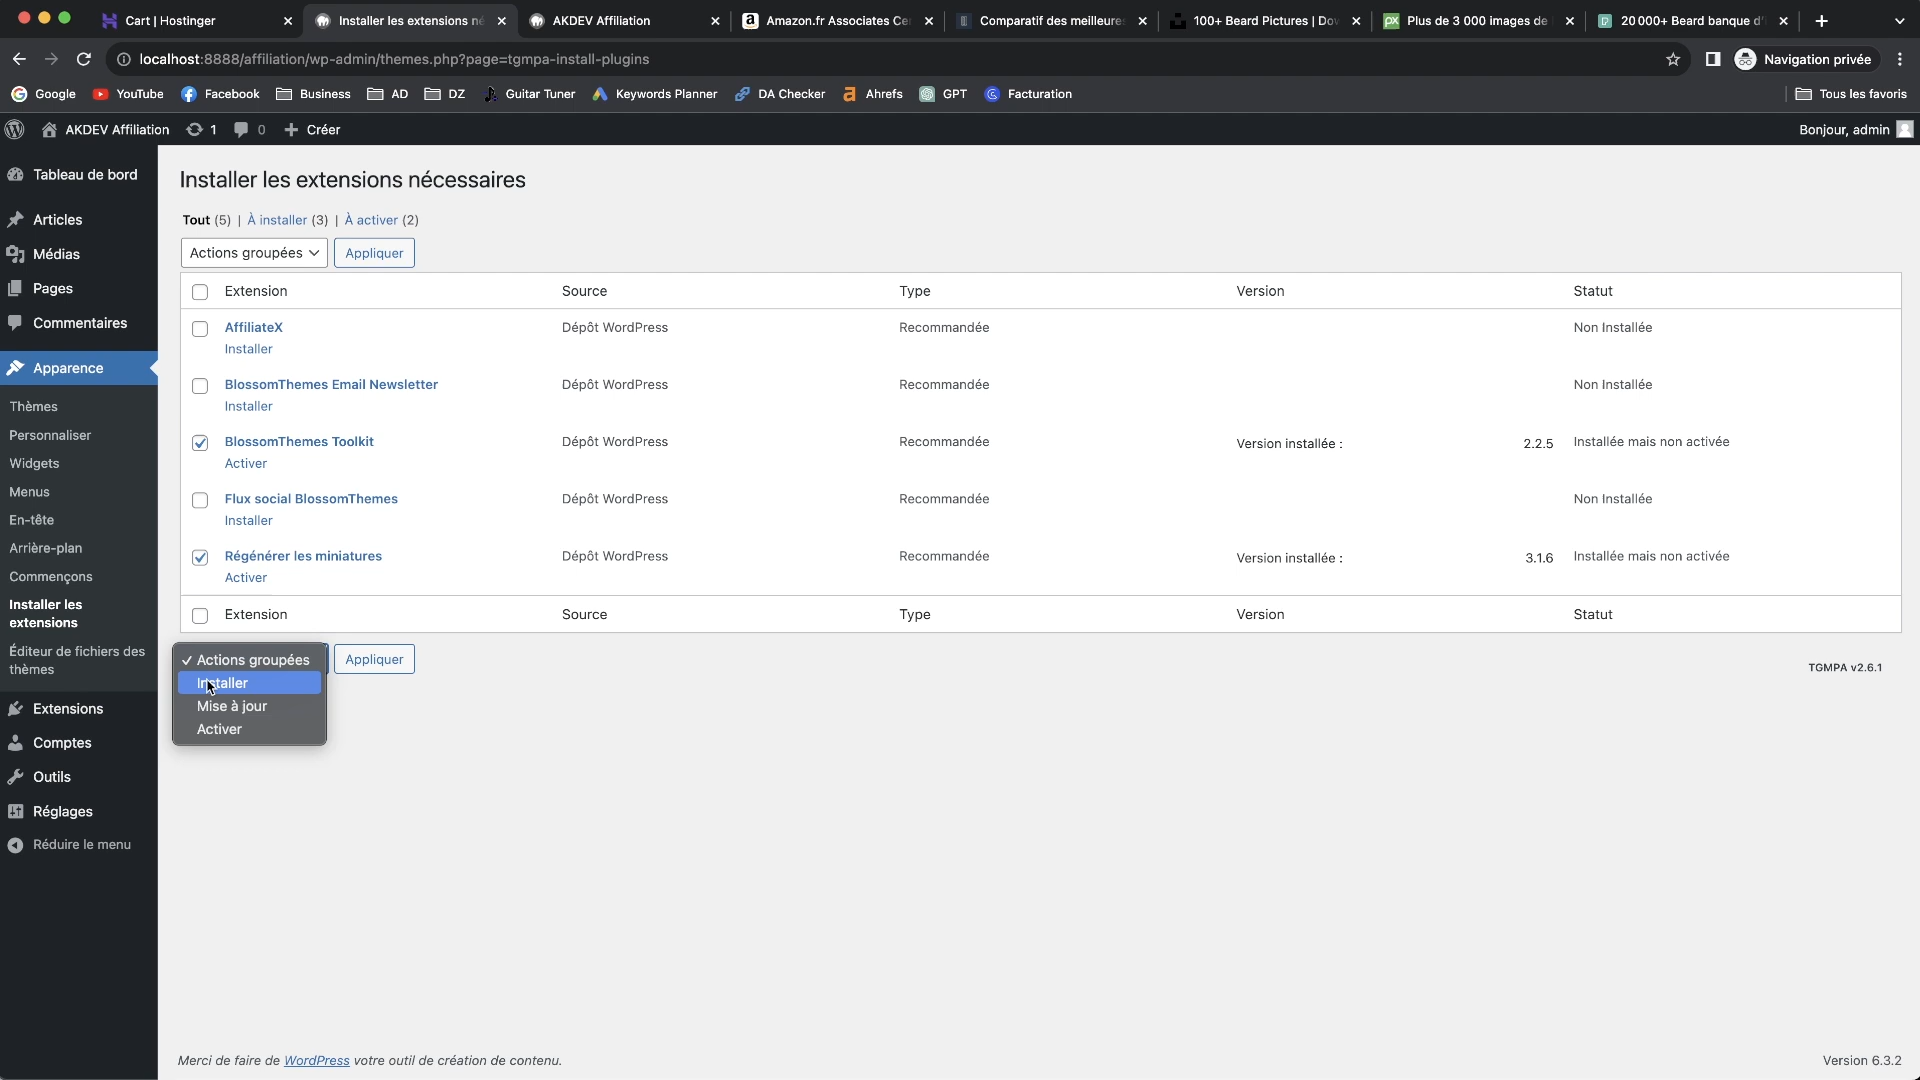 Cart | Hostinger
Installer les extensions né
AKDEV Affiliation
Amazon.fr Associates Ce
Comparatif des meilleure
100+ Beard Pictures | Do
Plus de 3 000 images de
20 000+ Beard banque d'
localhost:8888/affiliation/wp-admin/themes.php?page=tgmpa-install-plugins
Navigation privée
Google
YouTube
Facebook
Business
AD
DZ
Guitar Tuner
Keywords Planner
DA Checker
Ahrefs
GPT
Facturation
Tous les favoris
AKDEV Affiliation
1
0
Créer
Bonjour, admin
Tableau de bord
Articles
Médias
Pages
Commentaires
Apparence
Thèmes
Personnaliser
Widgets
Menus
En-tête
Arrière-plan
Commençons
Installer les
extensions
Éditeur de fichiers des
thèmes
Extensions
Comptes
Outils
Réglages
Réduire le menu
Installer les extensions nécessaires
Tout (5) | À installer (3) | À activer (2)
Actions groupées
Appliquer
Extension Source Type Version Statut
AffiliateX Dépôt WordPress Recommandée Non Installée
Installer
BlossomThemes Email Newsletter Dépôt WordPress Recommandée Non Installée
Installer
BlossomThemes Toolkit Dépôt WordPress Recommandée Version installée : 2.2.5 Installée mais non activée
Activer
Flux social BlossomThemes Dépôt WordPress Recommandée Non Installée
Installer
Régénérer les miniatures Dépôt WordPress Recommandée Version installée : 3.1.6 Installée mais non activée
Activer
Extension Source Type Version Statut
Actions groupées
Installer
Mise à jour
Activer
Appliquer
TGMPA v2.6.1
Merci de faire de WordPress votre outil de création de contenu.
Version 6.3.2